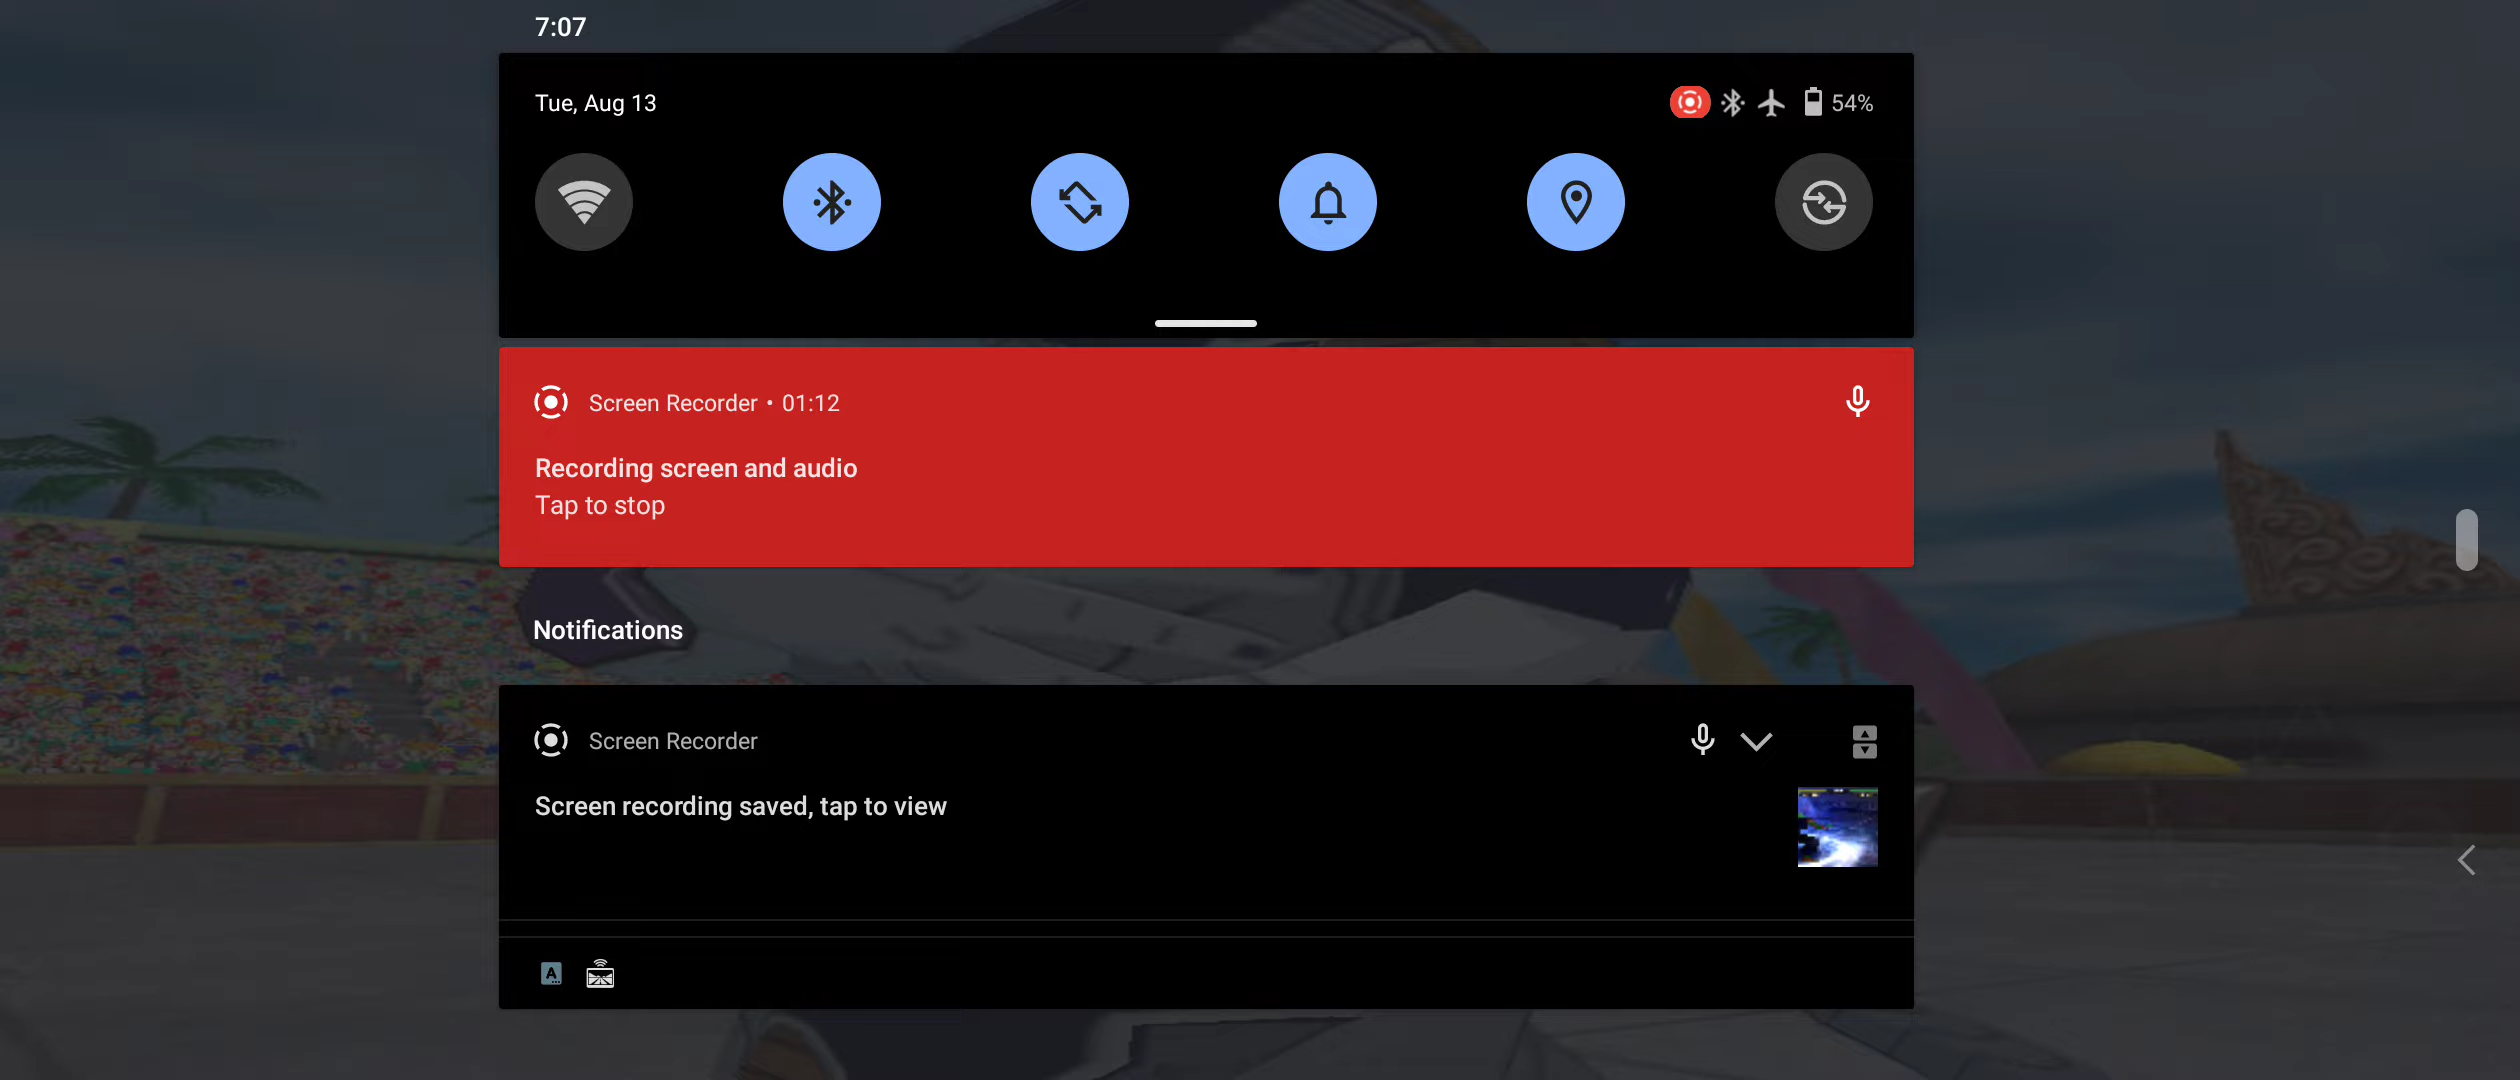 7:07
Tue, Aug 13
54%
Screen Recorder • 01:12
Recording screen and audio
Tap to stop
Notifications
Screen Recorder
Screen recording saved, tap to view
A